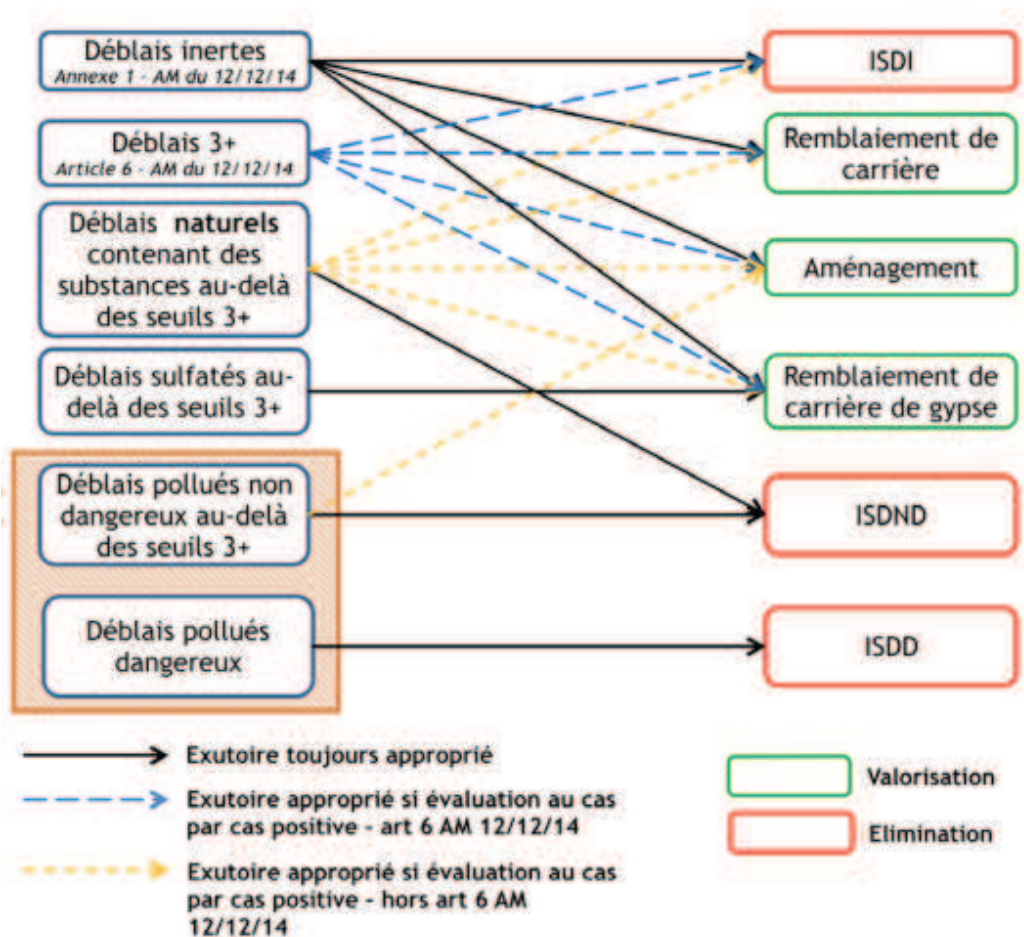 Déblais inertes
Annexe 1 - AM du 12/12/14
Déblais 3+
Article 6 - AM du 12/12/14
Déblais naturels
contenant des
substances au-delà
des seuils 3+
Déblais sulfatés au-
delà des seuils 3+
Déblais pollués non
dangereux au-delà
des seuils 3+
Déblais pollués
dangereux
ISDI
Remblaiement de
carrière
Aménagement
Remblaiement de
carrière de gypse
ISDND
ISDD
Exutoire toujours approprié
Exutoire approprié si évaluation au cas
par cas positive - art 6 AM 12/12/14
Exutoire approprié si évaluation au cas
par cas positive - hors art 6 AM
12/12/14
Valorisation
Elimination